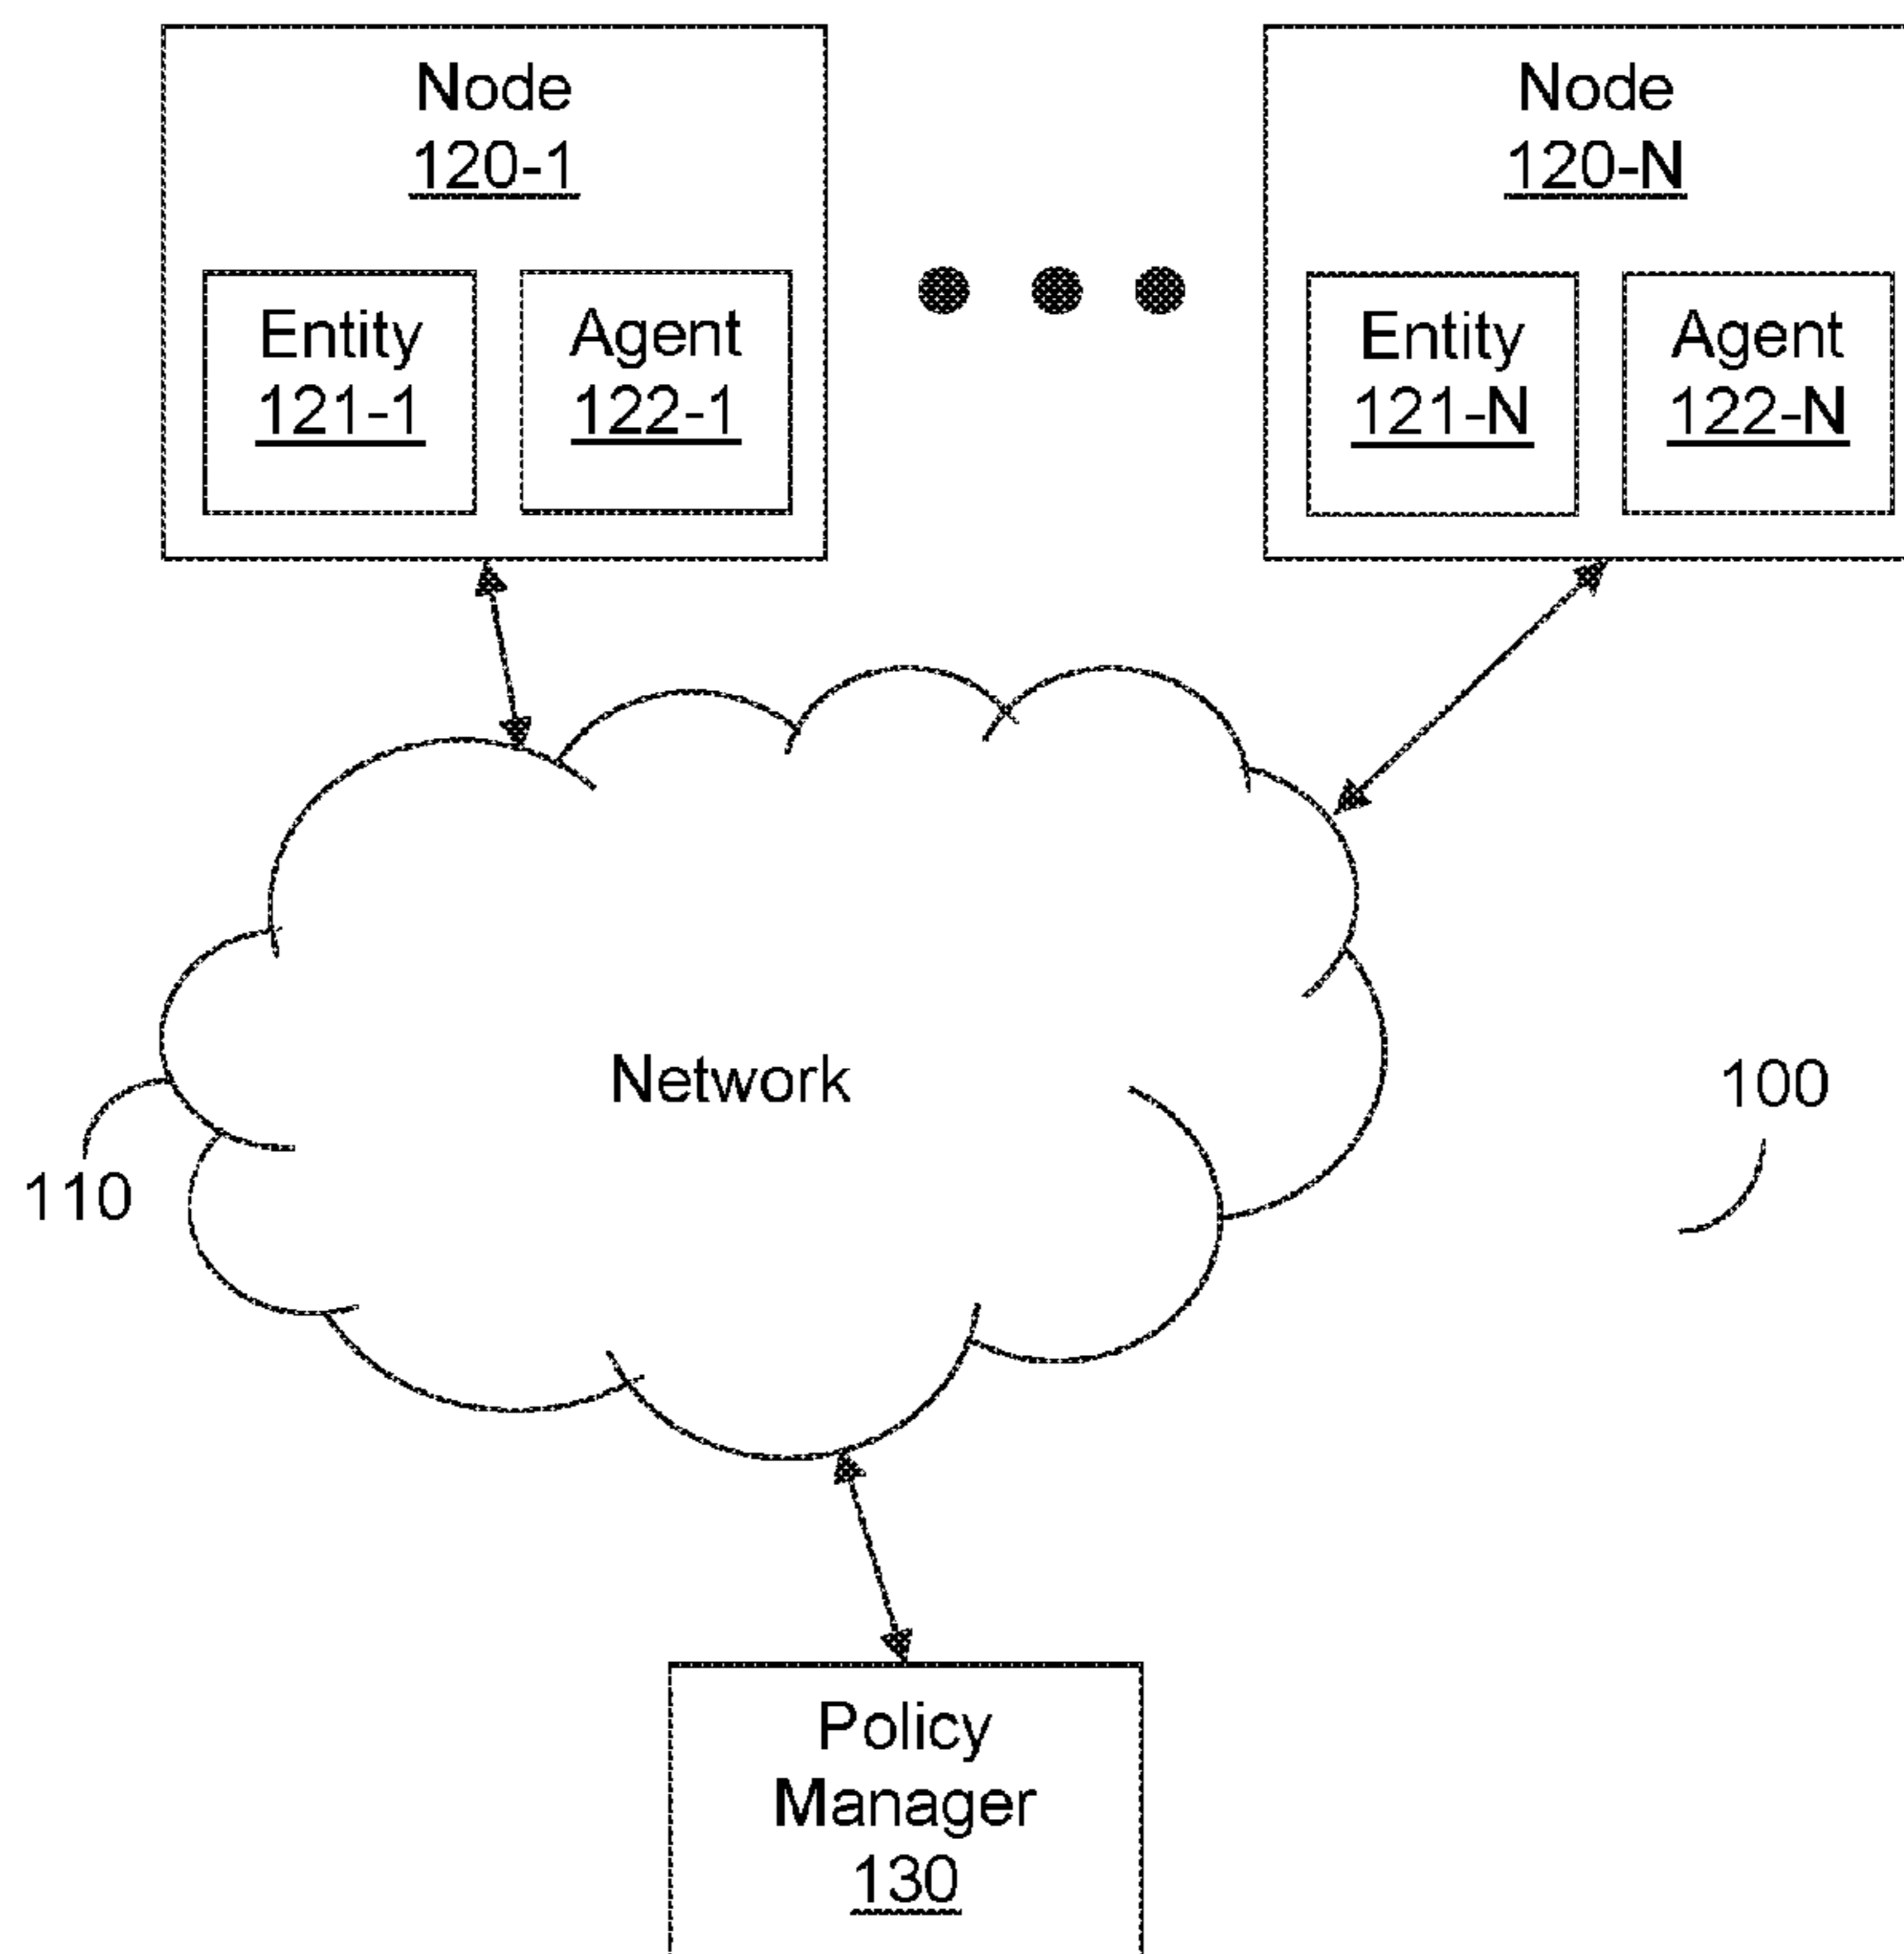 Node
120-1
Entity
121-1
Agent
122-1
Node
120-N
Entity
121-N
Agent
122-N
Network
110
100
Policy
Manager
130